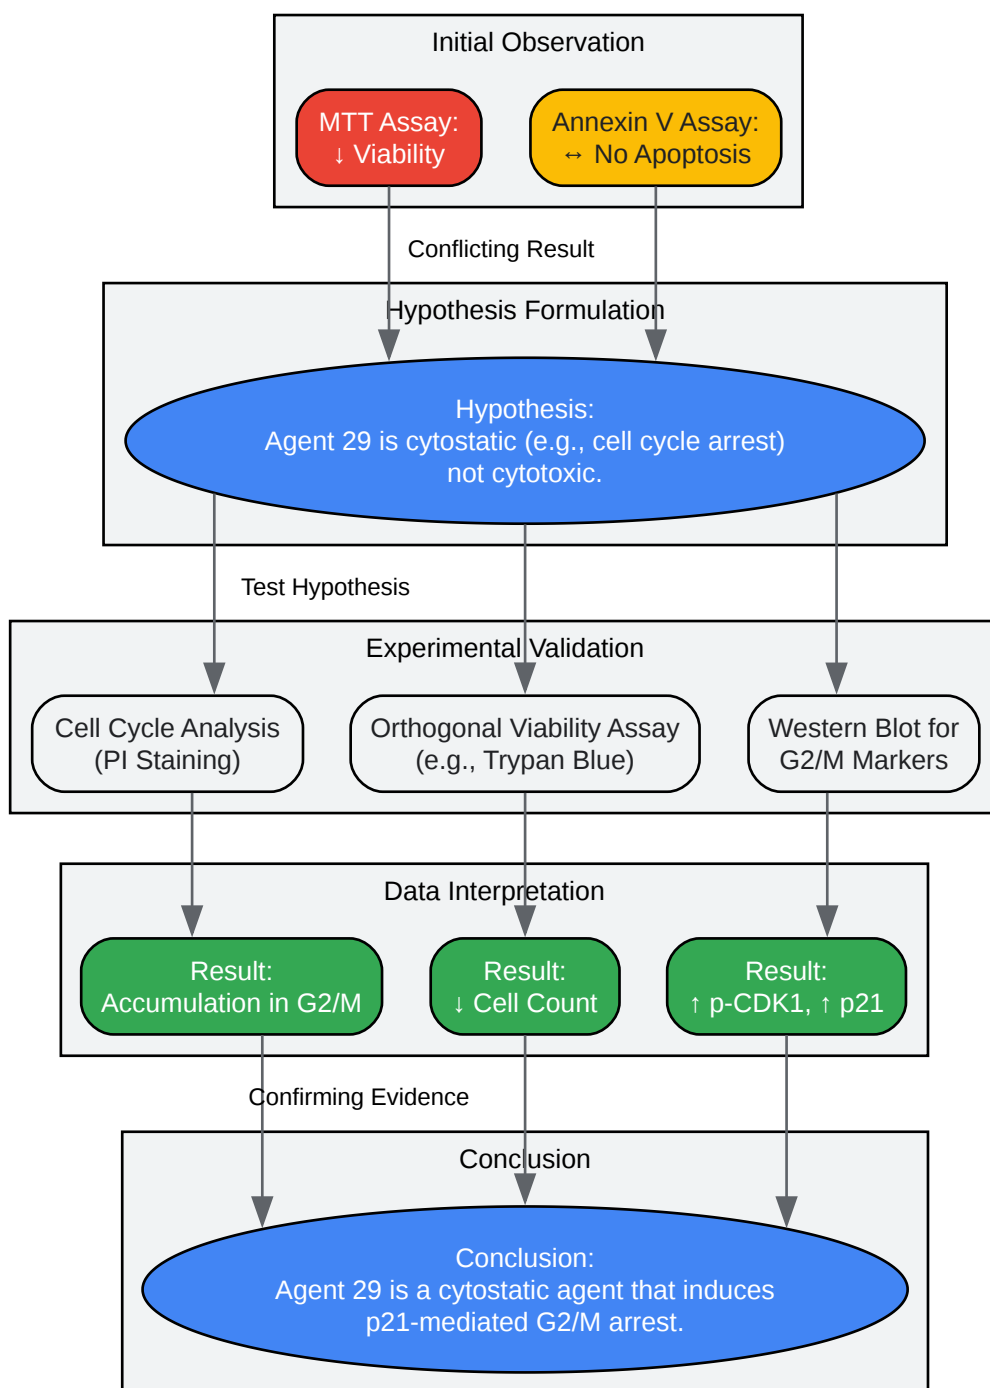 Initial Observation
MTT Assay:
↓ Viability
Annexin V Assay:
↔ No Apoptosis
Conflicting Result
Hypothesis Formulation
Hypothesis:
Agent 29 is cytostatic (e.g., cell cycle arrest)
not cytotoxic.
Test Hypothesis
Experimental Validation
Cell Cycle Analysis
(PI Staining)
Orthogonal Viability Assay
(e.g., Trypan Blue)
Western Blot for
G2/M Markers
Data Interpretation
Result:
Accumulation in G2/M
Result:
↓ Cell Count
Result:
↑ p-CDK1, ↑ p21
Confirming Evidence
Conclusion
Conclusion:
Agent 29 is a cytostatic agent that induces
p21-mediated G2/M arrest.